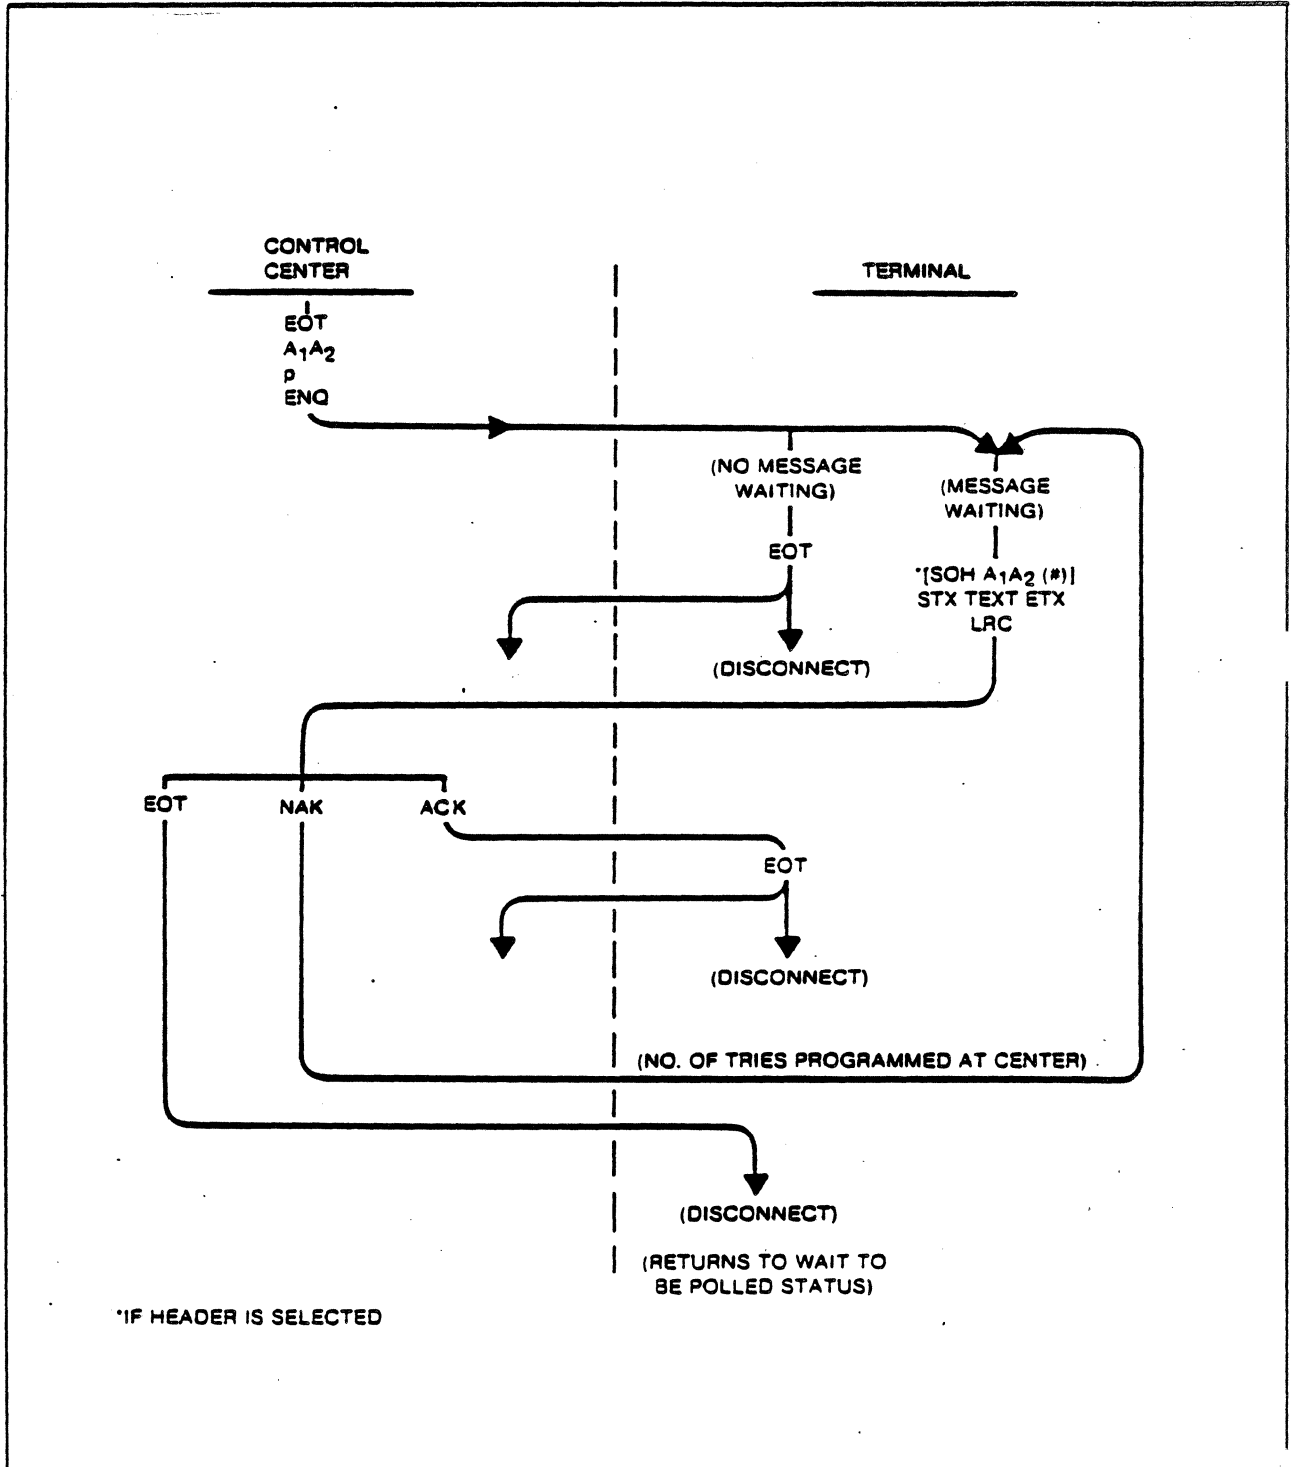 CONTROL
CENTER
TERMINAL
EOT
A₁A₂
p
ENQ
(NO MESSAGE
WAITING)
(MESSAGE
WAITING)
EOT
*[SOH A₁A₂ (#)]
STX TEXT ETX
LRC
(DISCONNECT)
EOT
NAK
ACK
EOT
(DISCONNECT)
(NO. OF TRIES PROGRAMMED AT CENTER)
(DISCONNECT)
(RETURNS TO WAIT TO
BE POLLED STATUS)
*IF HEADER IS SELECTED